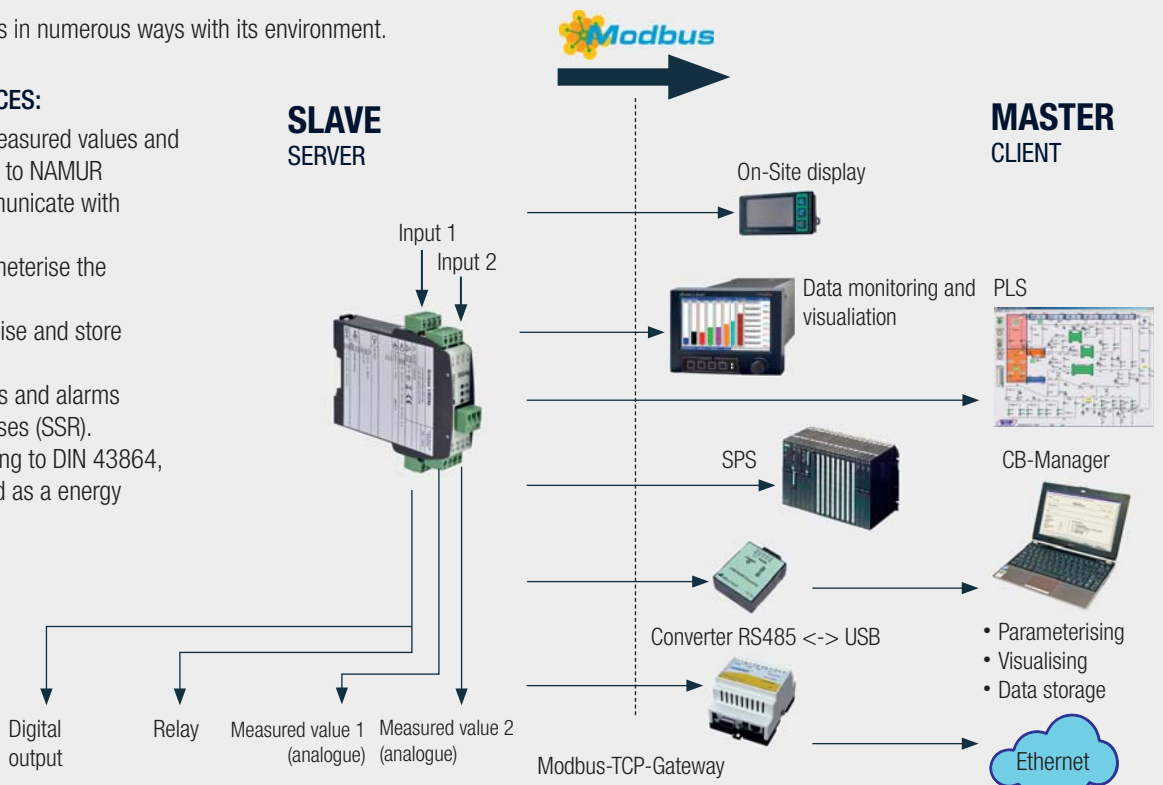 s in numerous ways with its environment.
CES:
easured values and
to NAMUR
municate with
neterise the
ise and store
s and alarms
ses (SSR).
ng to DIN 43864,
d as a energy
Modbus
SLAVE
SERVER
MASTER
CLIENT
On-Site display
Input 1
Input 2
Data monitoring and
visualiation
PLS
SPS
CB-Manager
Converter RS485 <-> USB
• Parameterising
• Visualising
• Data storage
Digital
output
Relay
Measured value 1
(analogue)
Measured value 2
(analogue)
Modbus-TCP-Gateway
Ethernet